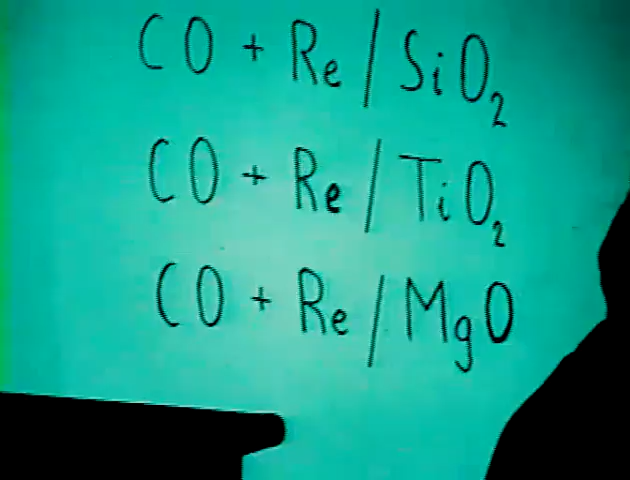 CO + Re / SiO₂
CO + Re / TiO₂
CO + Re / MgO